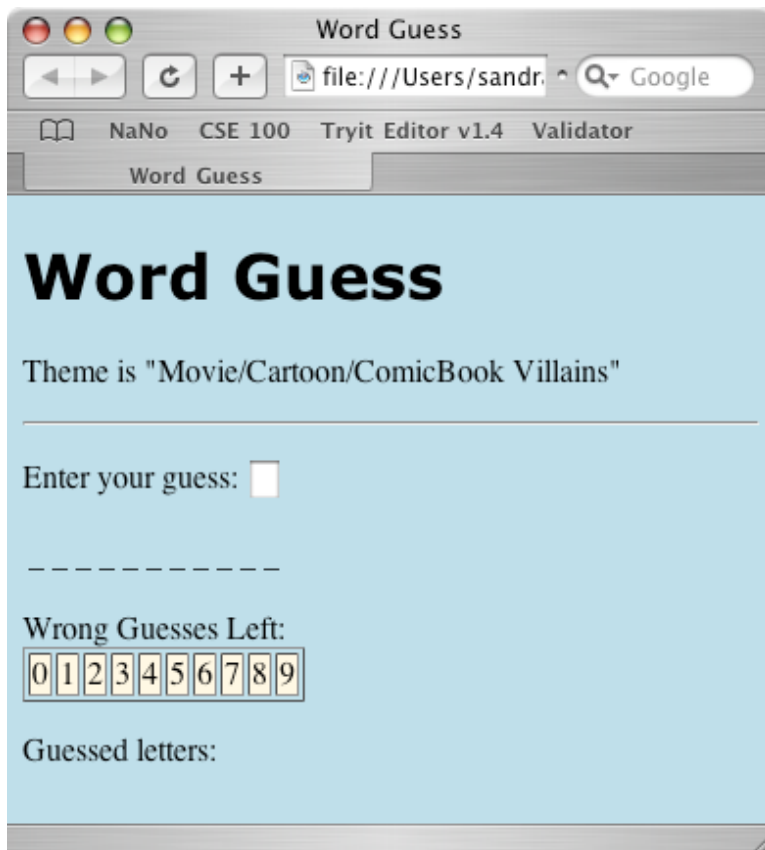 Word Guess
file:///Users/sandr
Google
NaNo CSE 100 Tryit Editor v1.4 Validator
Word Guess
Word Guess
Theme is "Movie/Cartoon/ComicBook Villains"
Enter your guess:
_ _ _ _ _ _ _ _ _ _ _
Wrong Guesses Left:
0 1 2 3 4 5 6 7 8 9
Guessed letters: